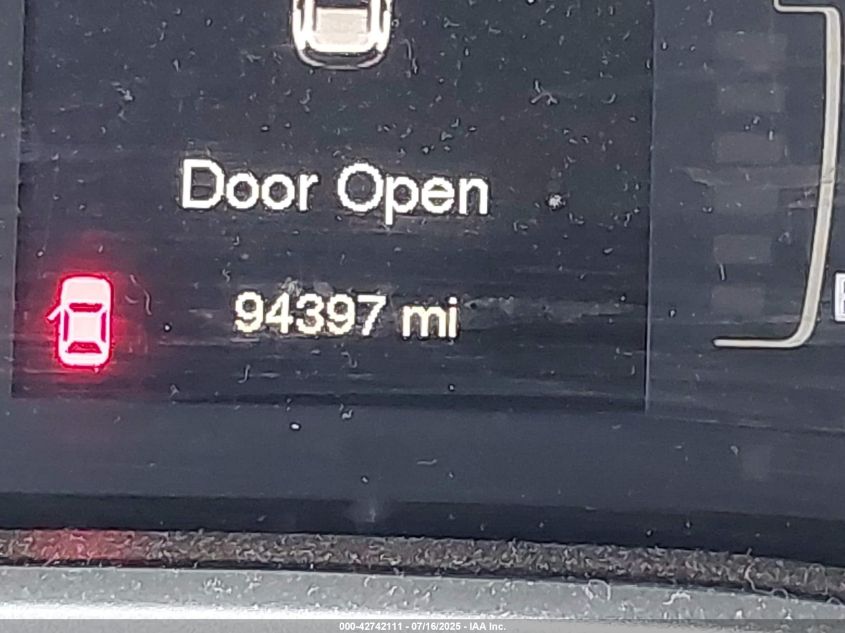 Door Open
94397 mi
000-42742111 - 07/16/2025 - IAA Inc.